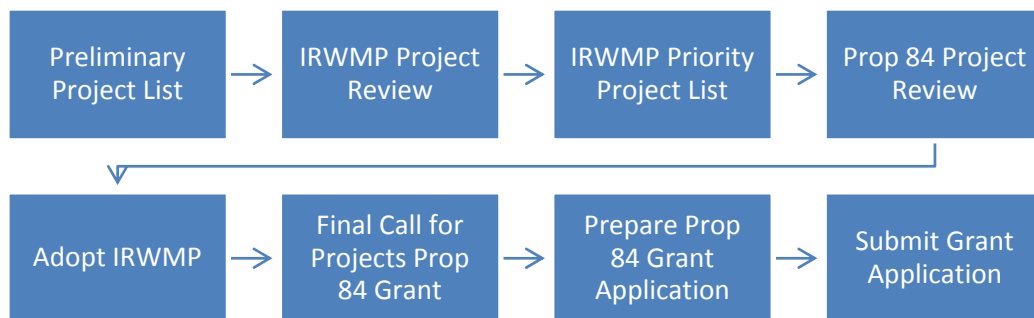 Preliminary
Project List
IRWMP Project
Review
IRWMP Priority
Project List
Prop 84 Project
Review
Adopt IRWMP
Final Call for
Projects Prop
84 Grant
Prepare Prop
84 Grant
Application
Submit Grant
Application